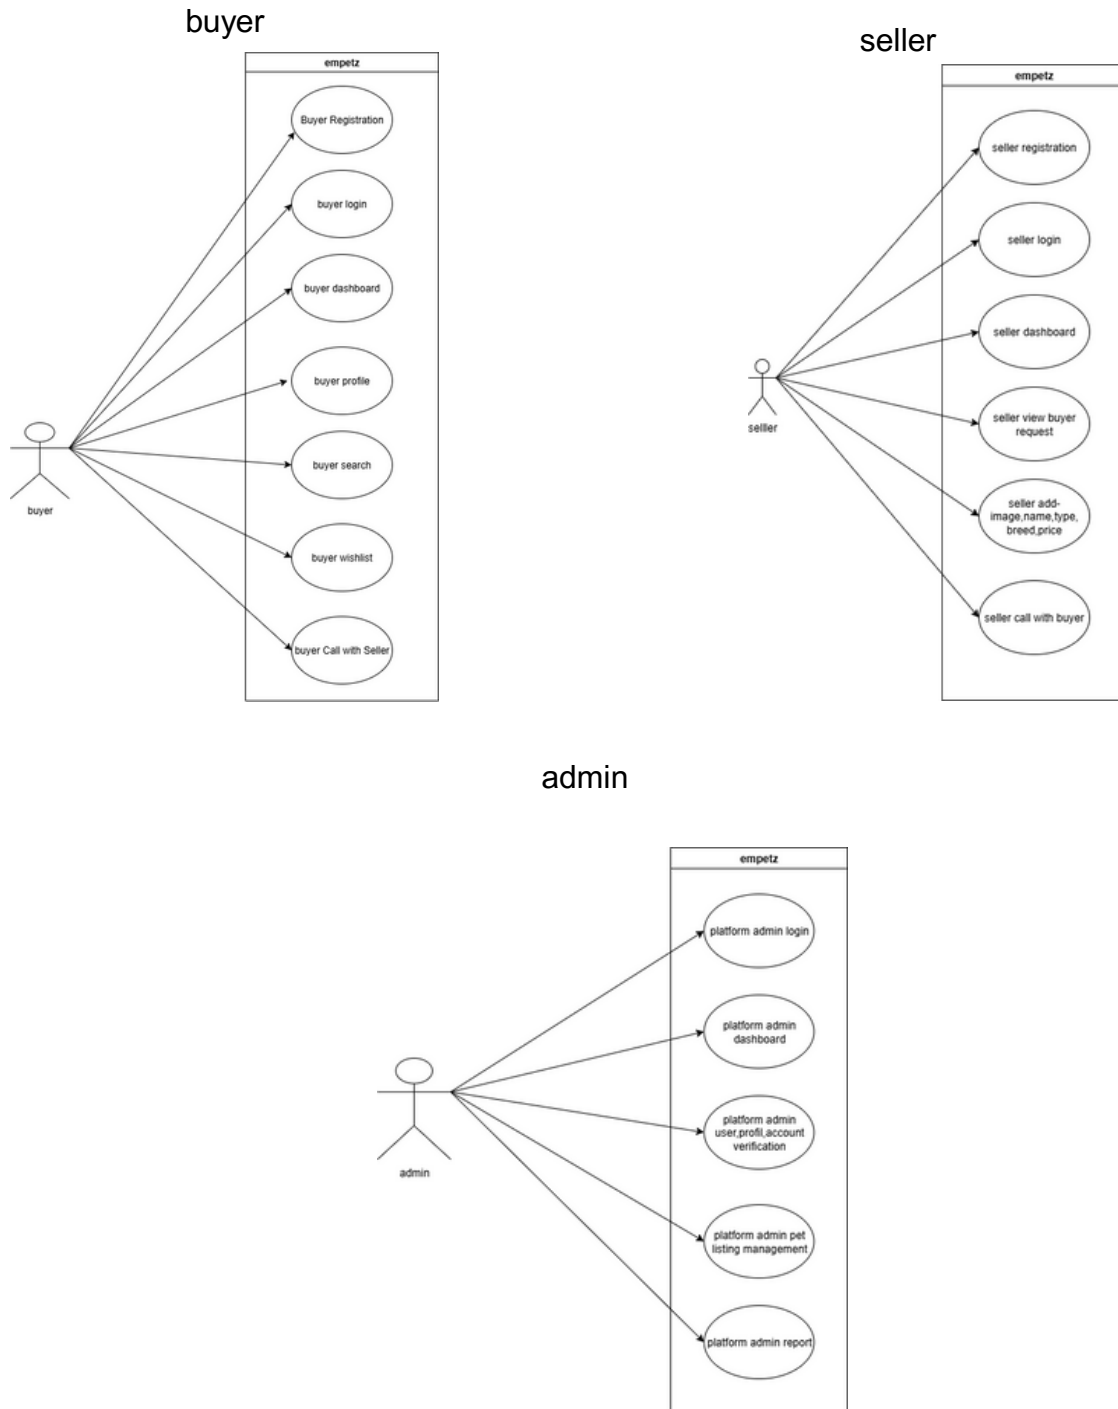 buyer
empetz
Buyer Registration
buyer login
buyer dashboard
buyer profile
buyer search
buyer wishlist
buyer Call with Seller
buyer
seller
empetz
seller registration
seller login
seller dashboard
seller view buyer
request
seller add-
image,name,type,
breed,price
seller call with buyer
selller
admin
empetz
platform admin login
platform admin
dashboard
platform admin
user,profil,account
verification
platform admin pet
listing management
platform admin report
admin